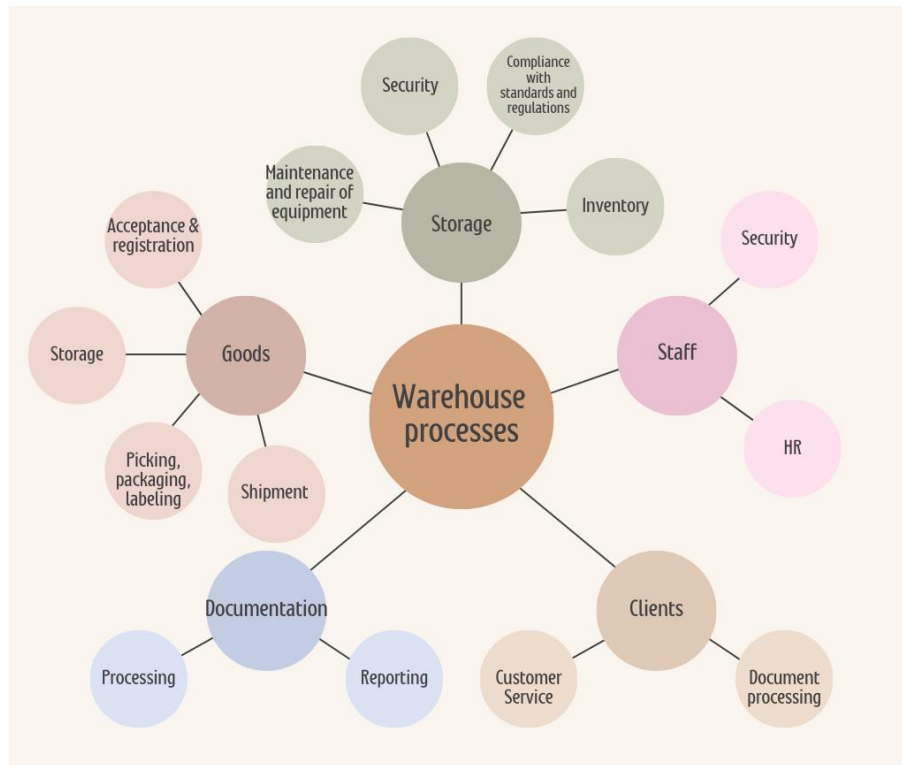 Compliance
with
standards and
regulations
Security
Maintenance
and repair of
equipment
Storage
Inventory
Acceptance &
registration
Security
Storage
Goods
Staff
Warehouse
processes
HR
Picking,
packaging,
labeling
Shipment
Documentation
Clients
Processing
Reporting
Customer
Service
Document
processing